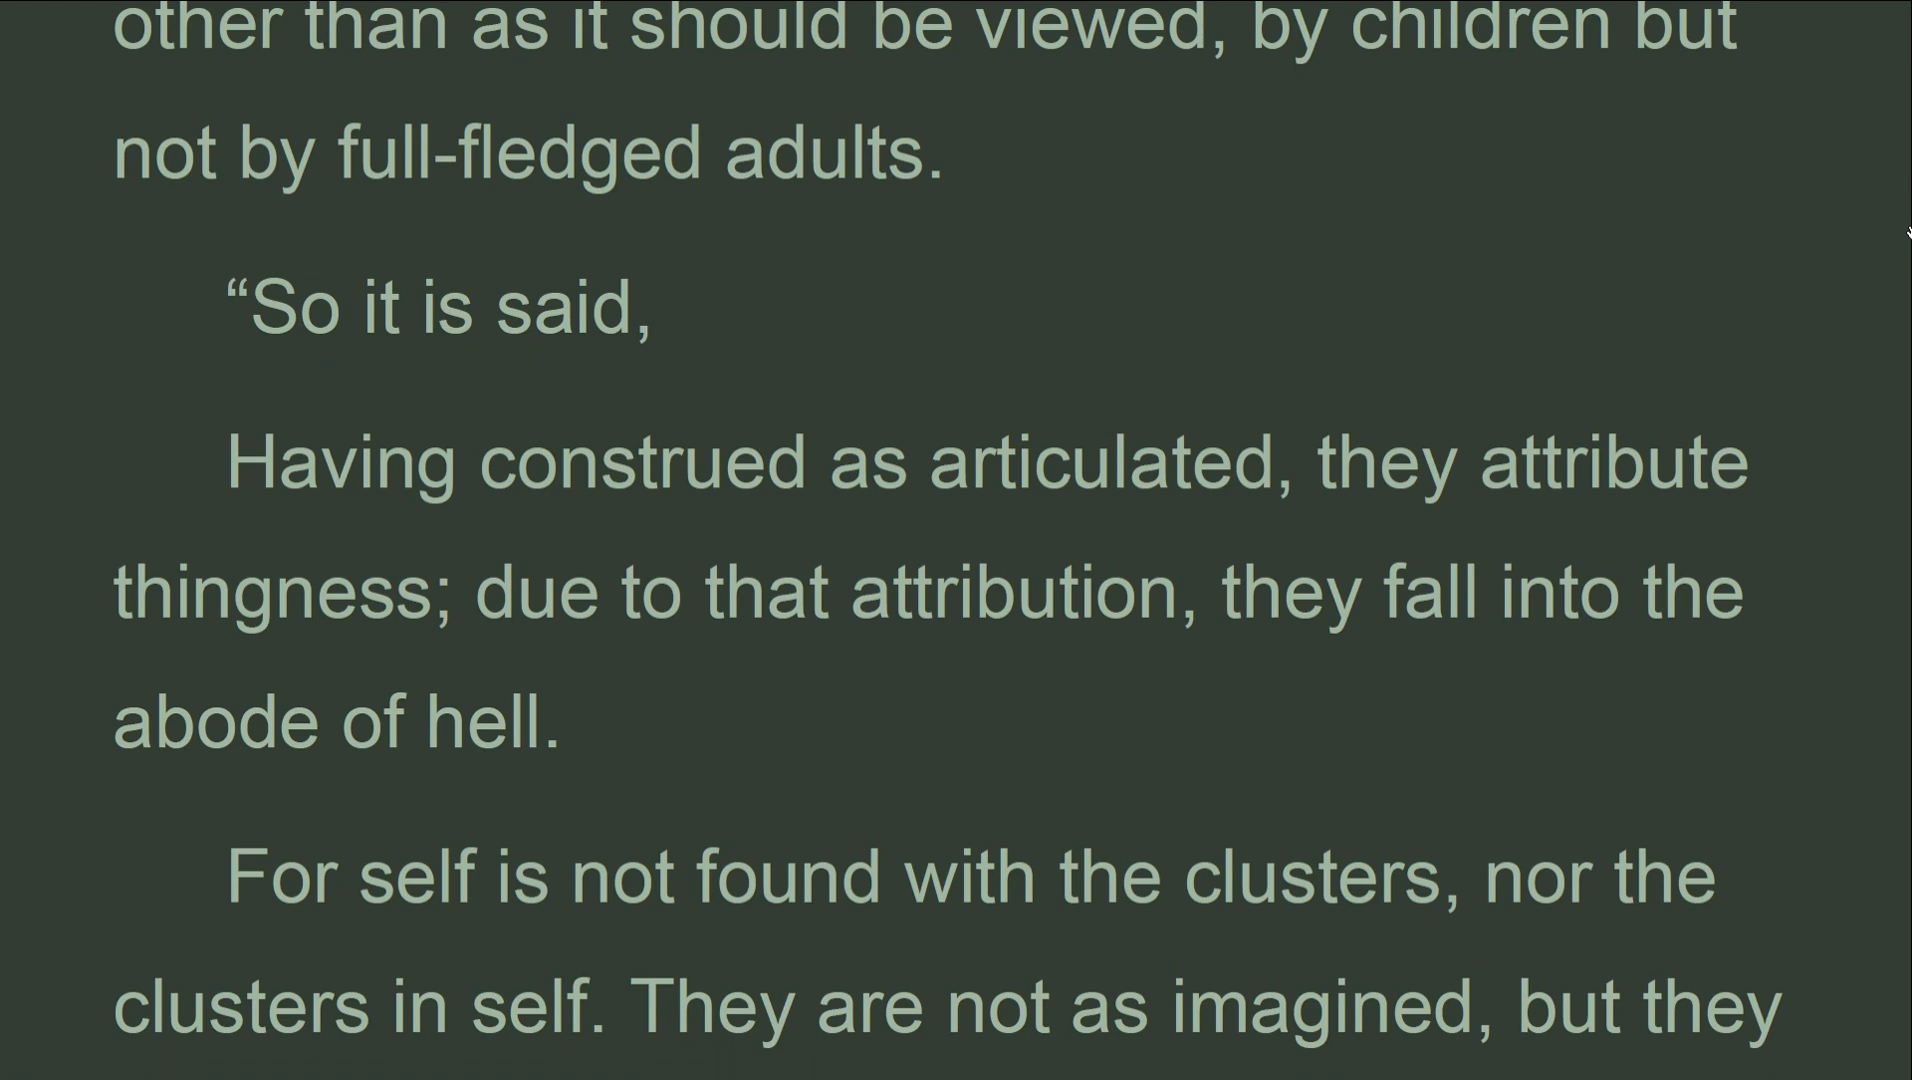 other than as it should be viewed, by children but
not by full-fledged adults.
“So it is said,
Having construed as articulated, they attribute
thingness; due to that attribution, they fall into the
abode of hell.
For self is not found with the clusters, nor the
clusters in self. They are not as imagined, but they